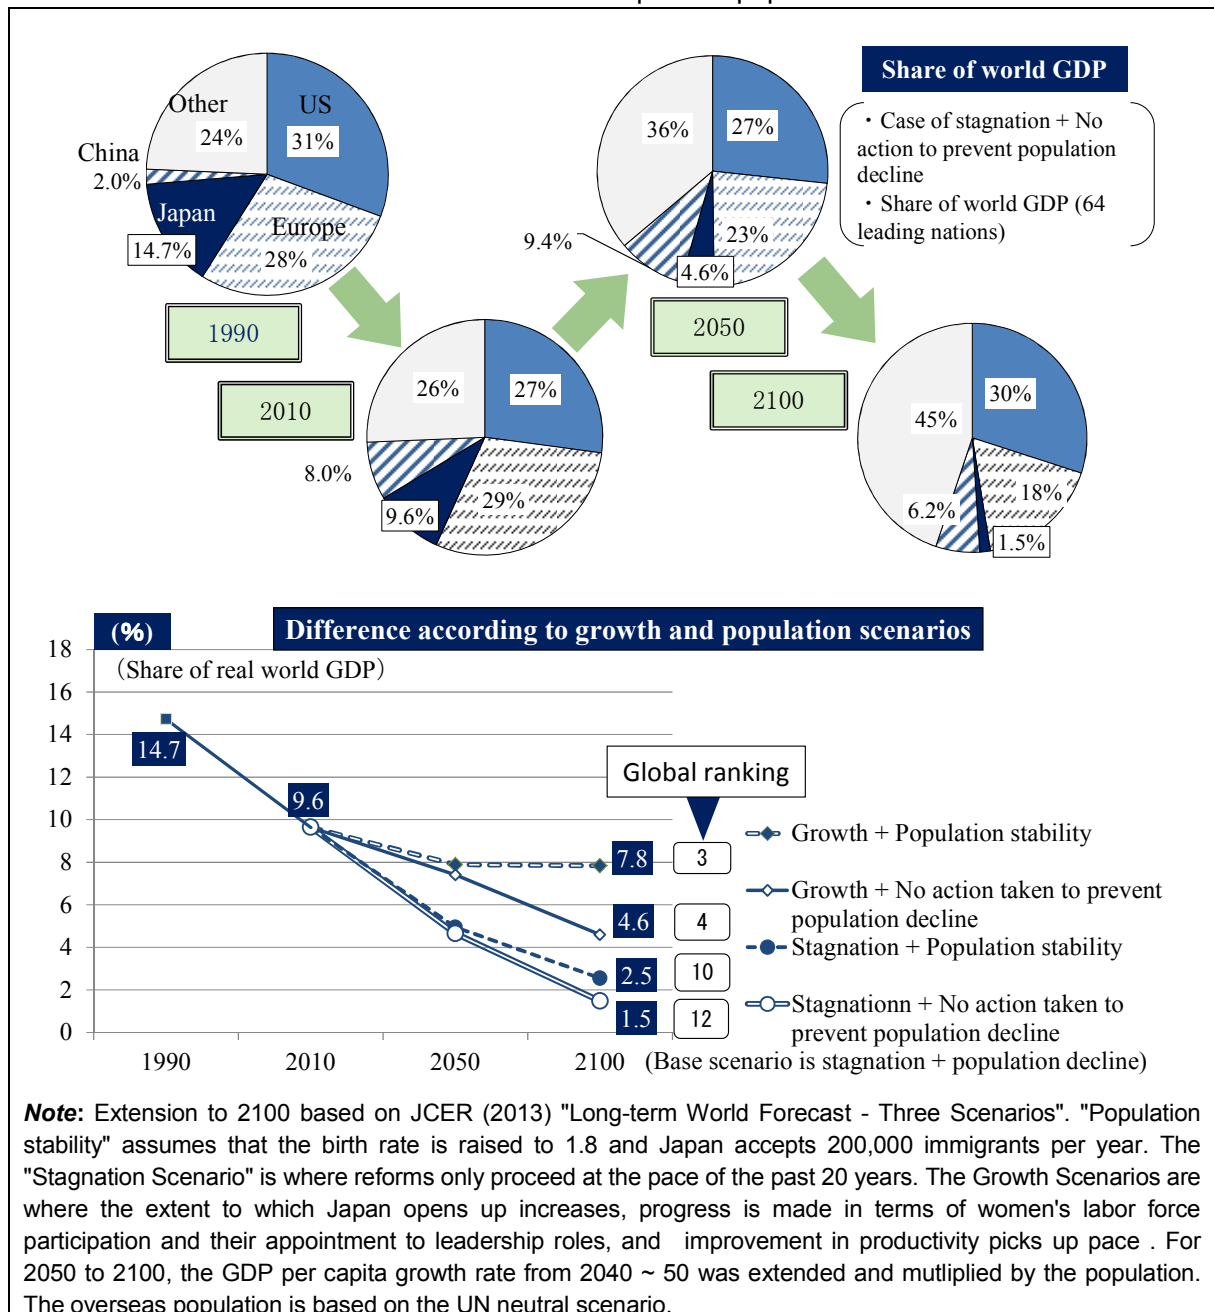 Share of world GDP
・Case of stagnation + No
action to prevent population
decline
・Share of world GDP (64
leading nations)
Other
24%
US
31%
China
2.0%
Japan
14.7%
Europe
28%
1990
36%
27%
9.4%
4.6%
23%
2050
2010
26%
27%
8.0%
9.6%
29%
2100
45%
30%
6.2%
18%
1.5%
(%)
Difference according to growth and population scenarios
(Share of real world GDP)
18
16
14
12
10
8
6
4
2
0
14.7
9.6
Global ranking
7.8
3
4.6
4
2.5
10
1.5
12
Growth + Population stability
Growth + No action taken to prevent
population decline
Stagnation + Population stability
Stagnationn + No action taken to
prevent population decline
1990
2010
2050
2100
(Base scenario is stagnation + population decline)
Note: Extension to 2100 based on JCER (2013) "Long-term World Forecast - Three Scenarios". "Population
stability" assumes that the birth rate is raised to 1.8 and Japan accepts 200,000 immigrants per year. The
"Stagnation Scenario" is where reforms only proceed at the pace of the past 20 years. The Growth Scenarios are
where the extent to which Japan opens up increases, progress is made in terms of women's labor force
participation and their appointment to leadership roles, and improvement in productivity picks up pace . For
2050 to 2100, the GDP per capita growth rate from 2040 ~ 50 was extended and mutliplied by the population.
The overseas population is based on the UN neutral scenario.